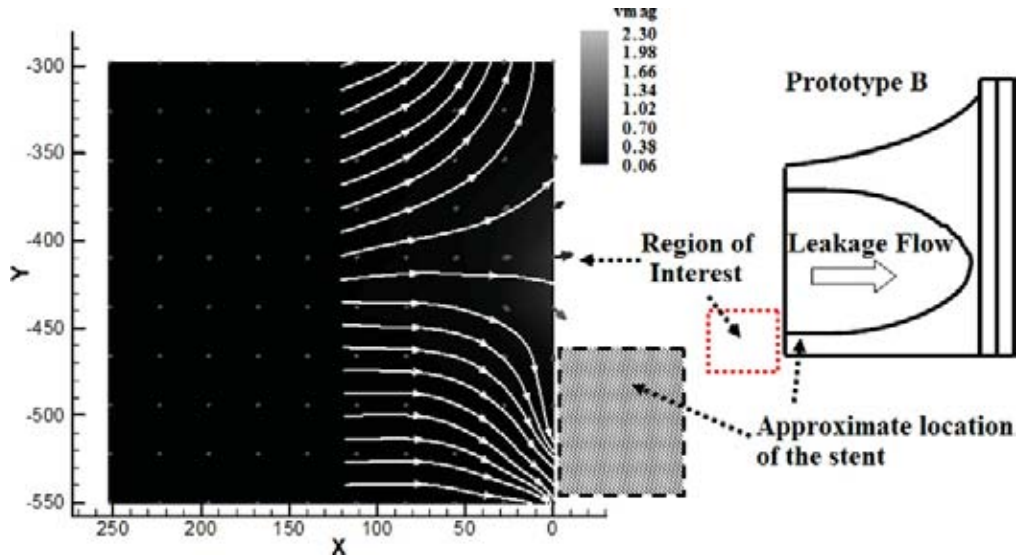 vmag
2.30
1.98
1.66
1.34
1.02
0.70
0.38
0.06
-300
-350
-400
-450
-500
-550
Y
250
200
150
100
50
0
X
Prototype B
Leakage Flow
Region of
Interest
Approximate location
of the stent